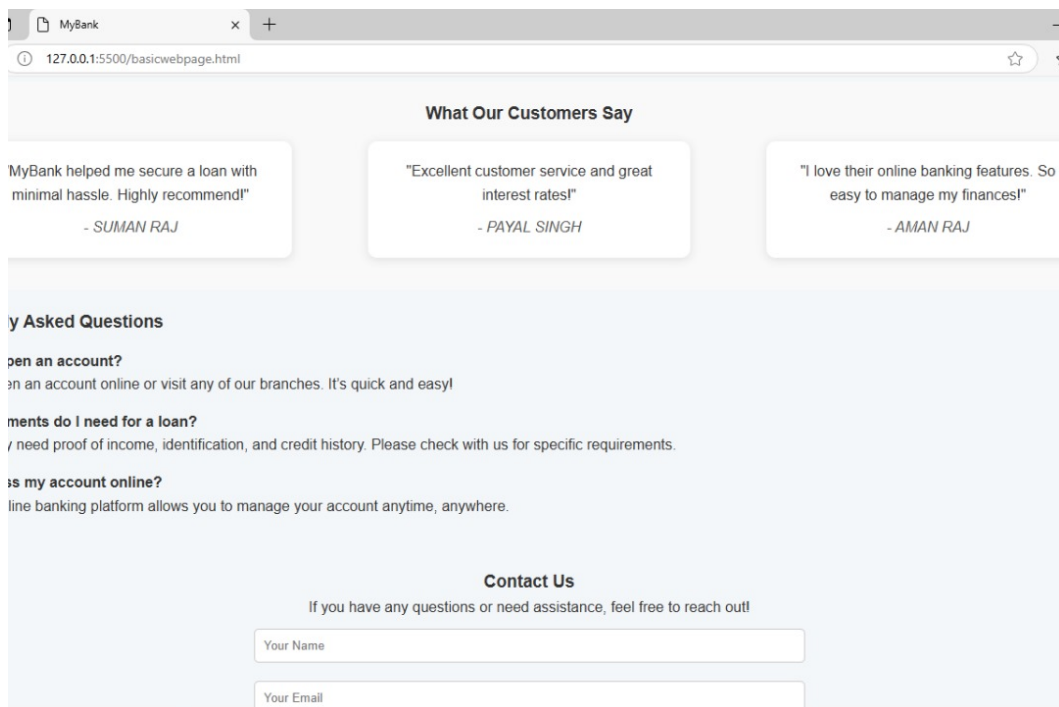 MyBank
127.0.0.1:5500/basicwebpage.html
What Our Customers Say
"MyBank helped me secure a loan with
minimal hassle. Highly recommend!"
- SUMAN RAJ
"Excellent customer service and great
interest rates!"
- PAYAL SINGH
"I love their online banking features. So
easy to manage my finances!"
- AMAN RAJ
y Asked Questions
pen an account?
en an account online or visit any of our branches. It’s quick and easy!
ments do I need for a loan?
y need proof of income, identification, and credit history. Please check with us for specific requirements.
ss my account online?
line banking platform allows you to manage your account anytime, anywhere.
Contact Us
If you have any questions or need assistance, feel free to reach out!
Your Name
Your Email